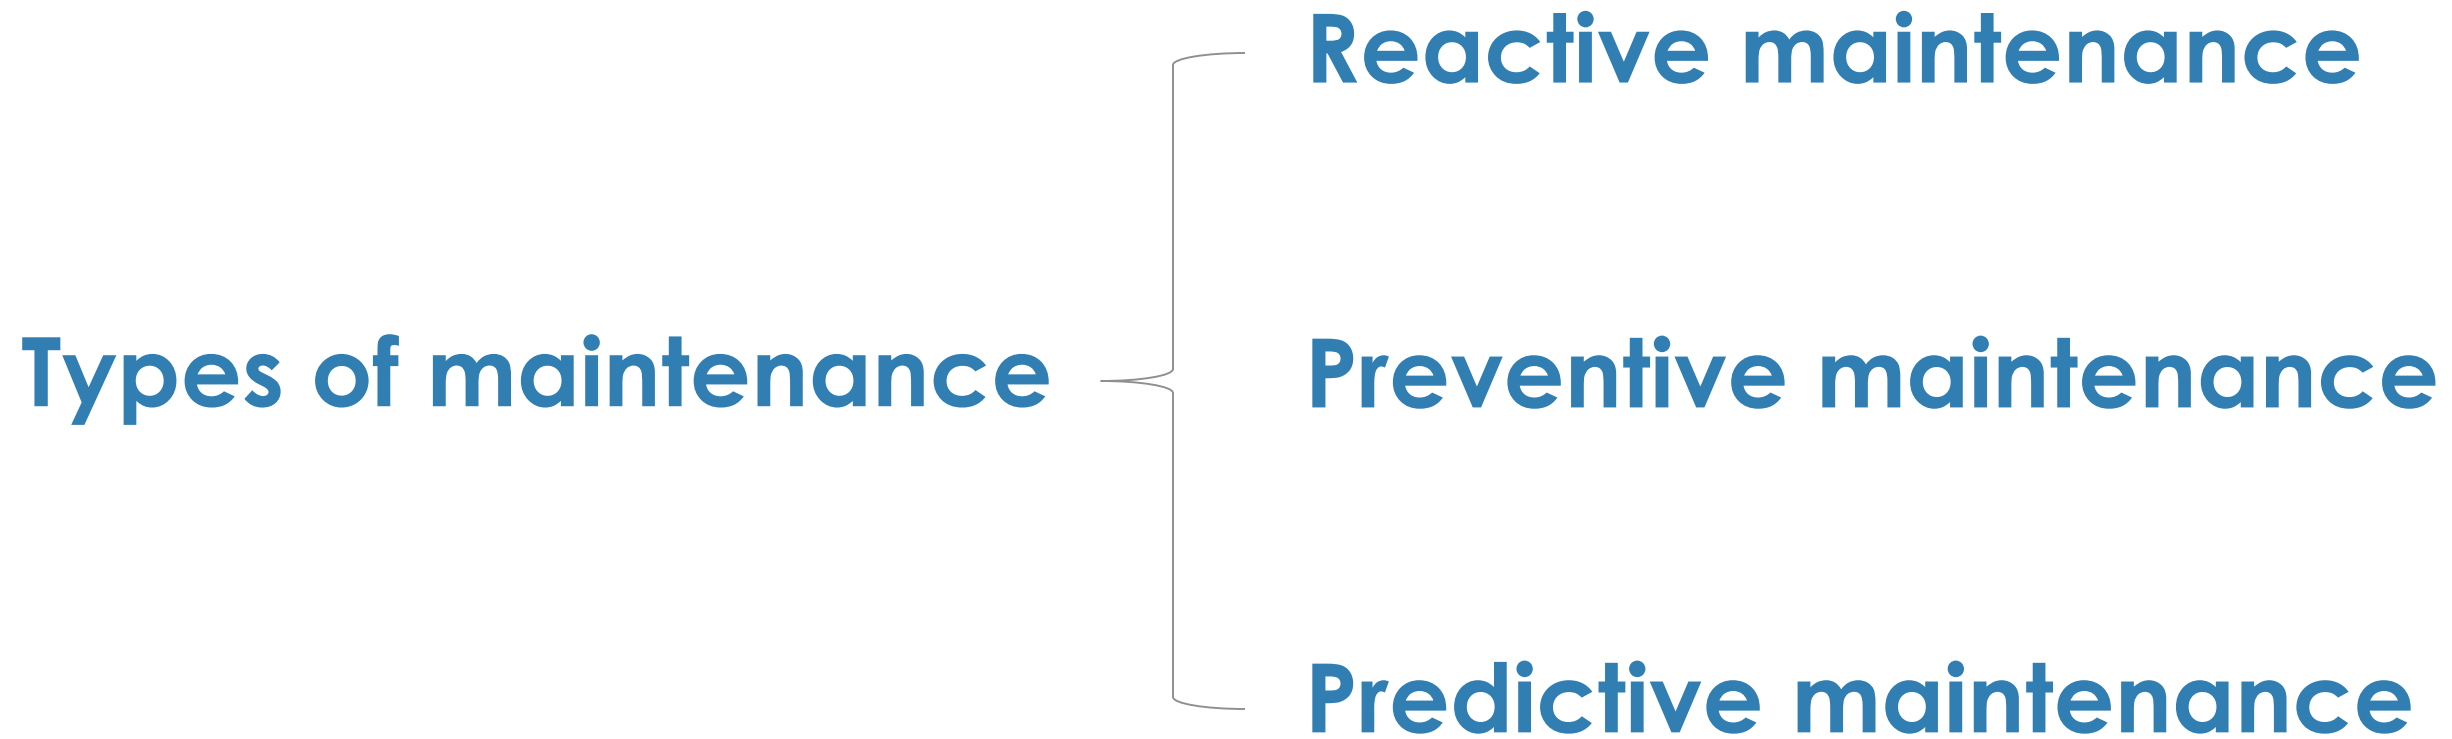 Types of maintenance
Reactive maintenance
Preventive maintenance
Predictive maintenance